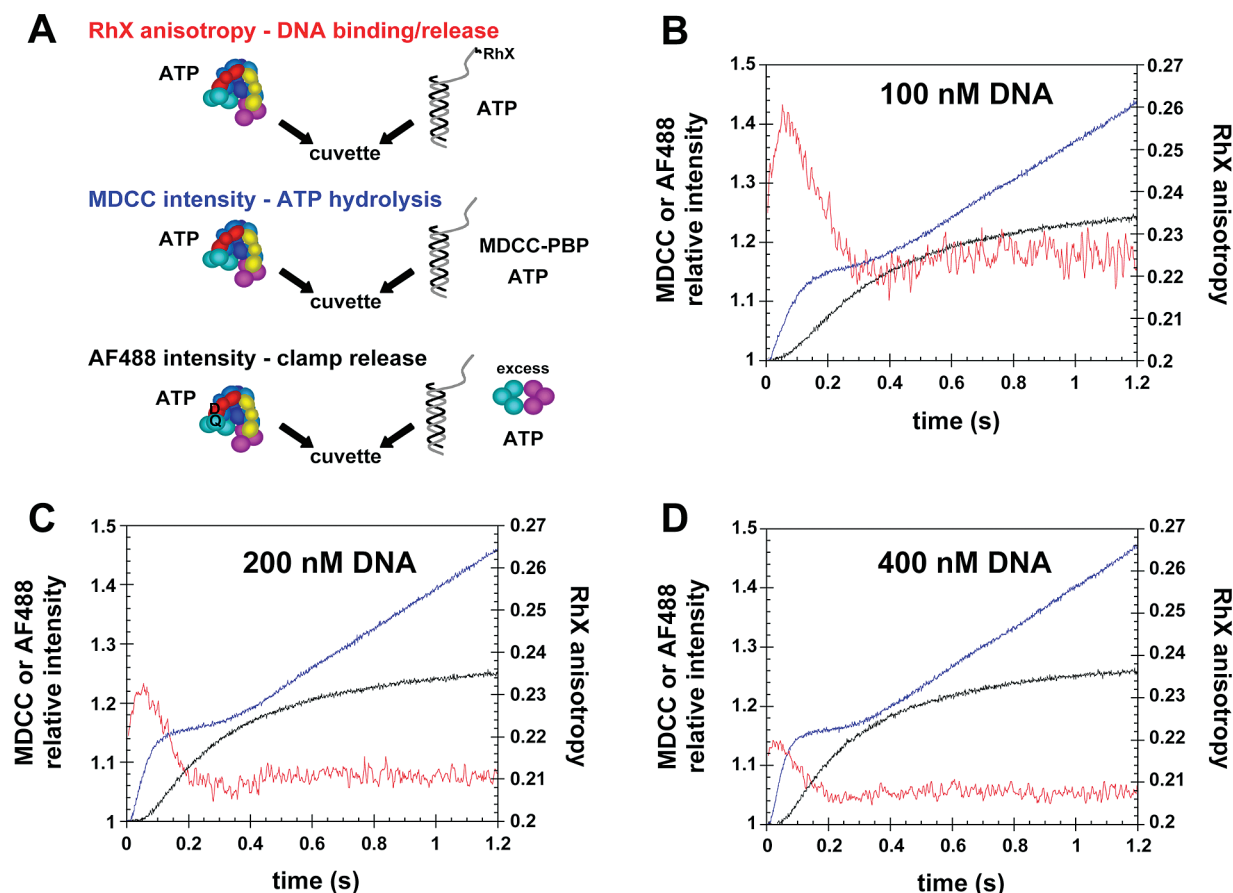 A
RhX anisotropy - DNA binding/release
ATP
RhX
ATP
cuvette
MDCC intensity - ATP hydrolysis
ATP
MDCC-PBP
ATP
cuvette
AF488 intensity - clamp release
ATP
D
Q
excess
ATP
cuvette
B
100 nM DNA
MDCC or AF488
relative intensity
1.5
1.4
1.3
1.2
1.1
1
0.27
0.26
0.25
0.24
0.23
0.22
0.21
0.2
RhX anisotropy
0 0.2 0.4 0.6 0.8 1 1.2
time (s)
C
200 nM DNA
MDCC or AF488
relative intensity
1.5
1.4
1.3
1.2
1.1
1
0.27
0.26
0.25
0.24
0.23
0.22
0.21
0.2
RhX anisotropy
0 0.2 0.4 0.6 0.8 1 1.2
time (s)
D
400 nM DNA
MDCC or AF488
relative intensity
1.5
1.4
1.3
1.2
1.1
1
0.27
0.26
0.25
0.24
0.23
0.22
0.21
0.2
RhX anisotropy
0 0.2 0.4 0.6 0.8 1 1.2
time (s)